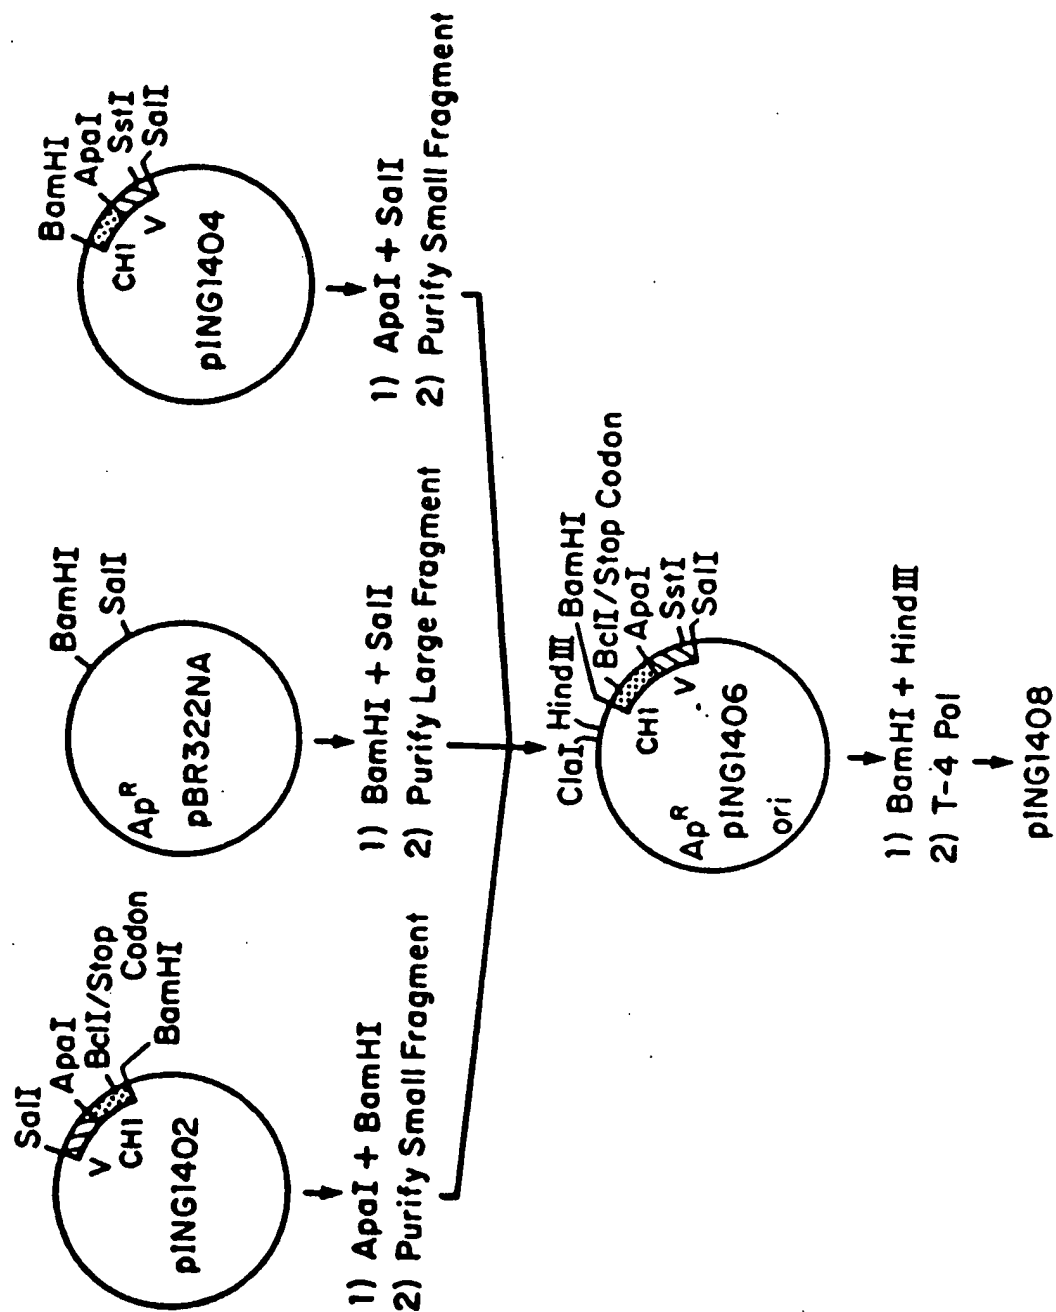 SalI
ApaI
BclI/Stop
Codon
BamHI
V
CH1
pING1402
1) ApaI + BamHI
2) Purify Small Fragment
BamHI
SalI
ApR
pBR322NA
1) BamHI + SalI
2) Purify Large Fragment
BamHI
ApaI
SstI
SalI
CH1
V
pING1404
1) ApaI + SalI
2) Purify Small Fragment
ClaI
HindIII
BamHI
BclI/Stop Codon
ApaI
SstI
SalI
CH1
V
ApR
pING1406
ori
1) BamHI + HindIII
2) T-4 Pol
pING1408